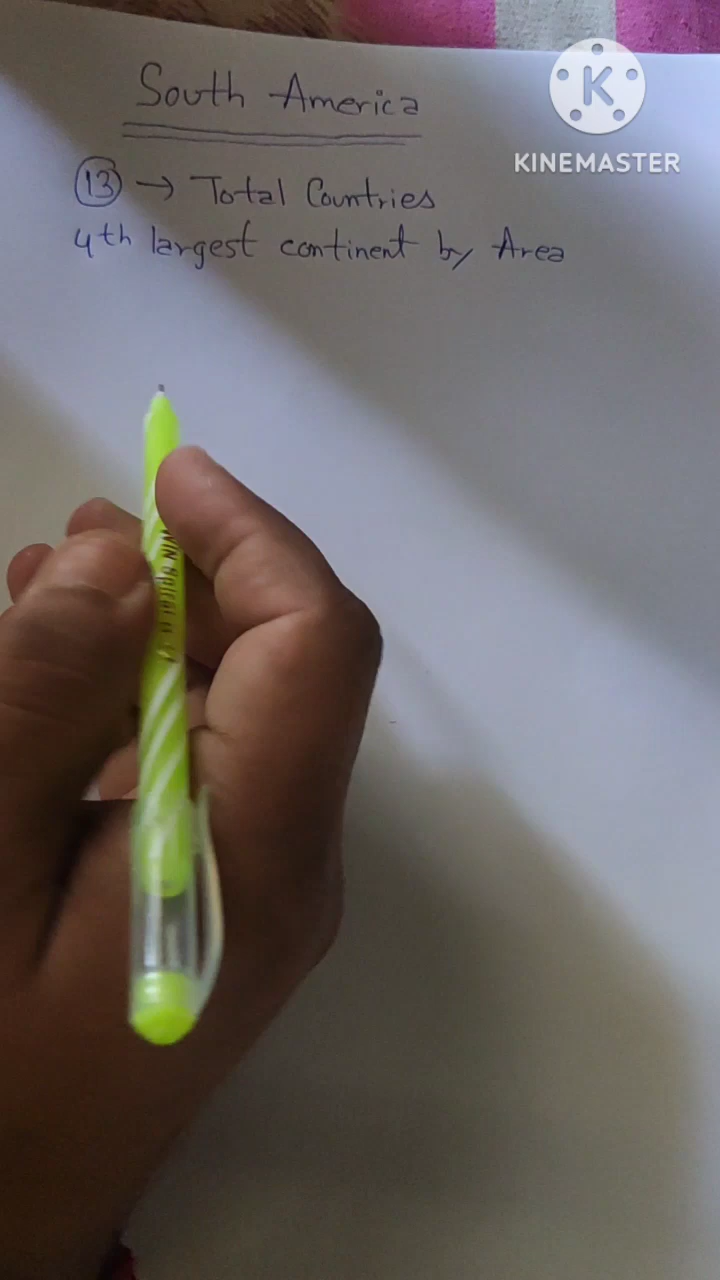 South America
K
KINEMASTER
13 → Total Countries
4th largest continent by Area